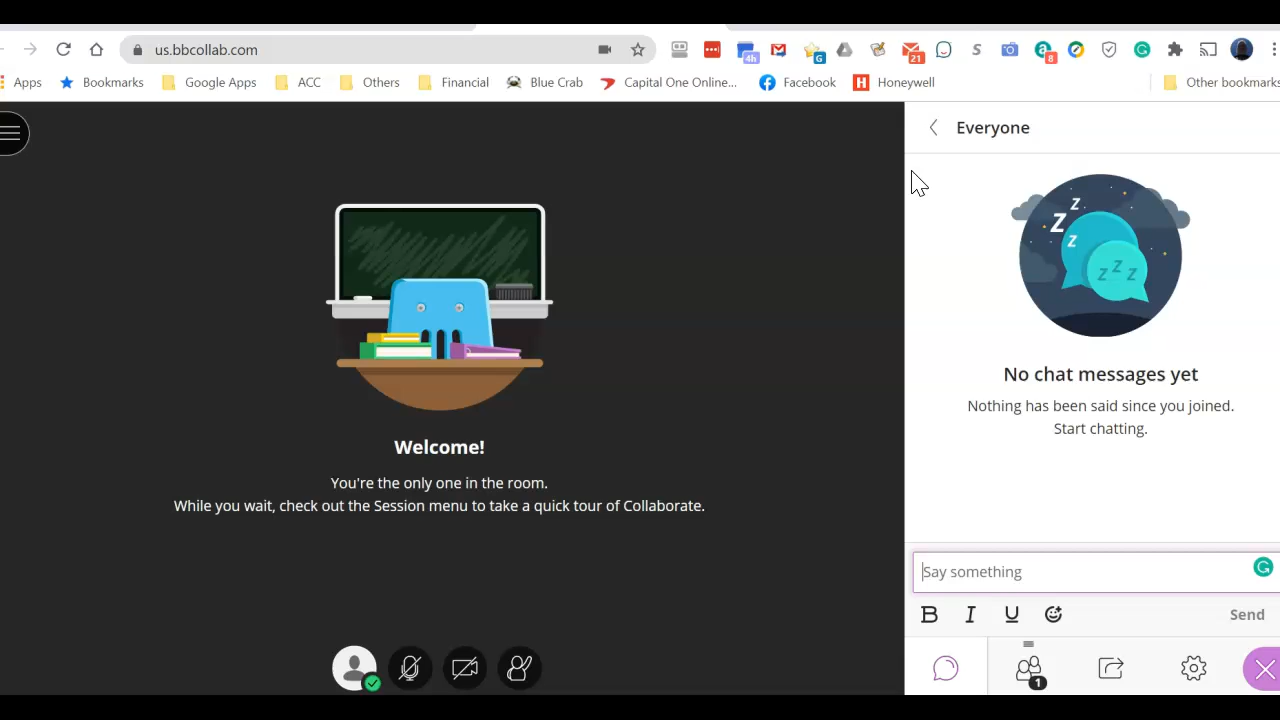 us.bbcollab.com
4h
G
21
S
a
8
G
Apps
Bookmarks
Google Apps
ACC
Others
Financial
Blue Crab
Capital One Online...
Facebook
H
Honeywell
Other bookmarks
Everyone
z
Z
z
z z z
No chat messages yet
Nothing has been said since you joined.
Start chatting.
Welcome!
You're the only one in the room.
While you wait, check out the Session menu to take a quick tour of Collaborate.
Say something
G
B I U
Send
1